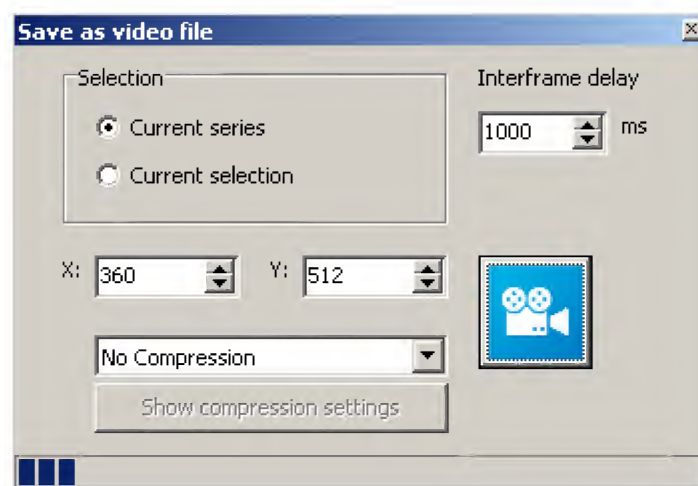 Save as video file
Selection
Interframe delay
Current series
1000
ms
Current selection
X:
360
Y:
512
No Compression
Show compression settings